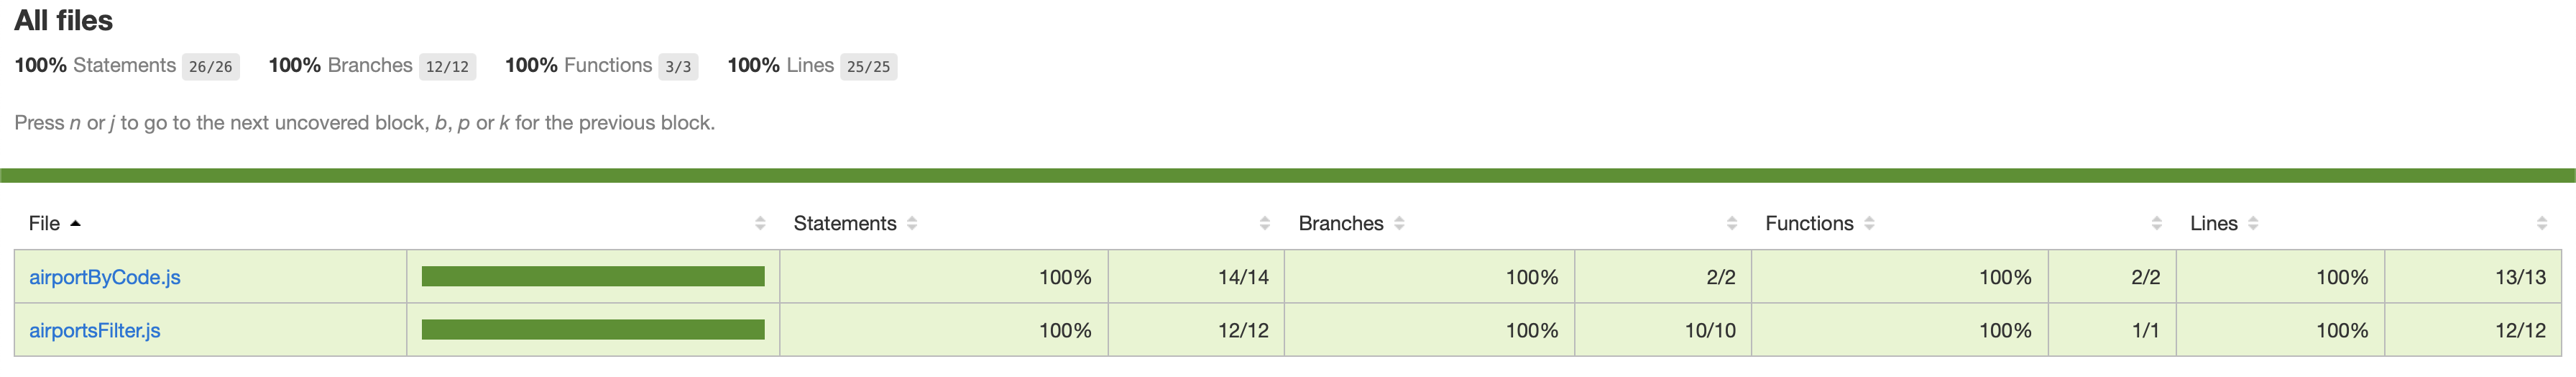 All files
100% Statements 26/26 100% Branches 12/12 100% Functions 3/3 100% Lines 25/25
Press n or j to go to the next uncovered block, b, p or k for the previous block.
File Statements Branches Functions Lines
airportByCode.js 100% 14/14 100% 2/2 100% 2/2 100% 13/13
airportsFilter.js 100% 12/12 100% 10/10 100% 1/1 100% 12/12